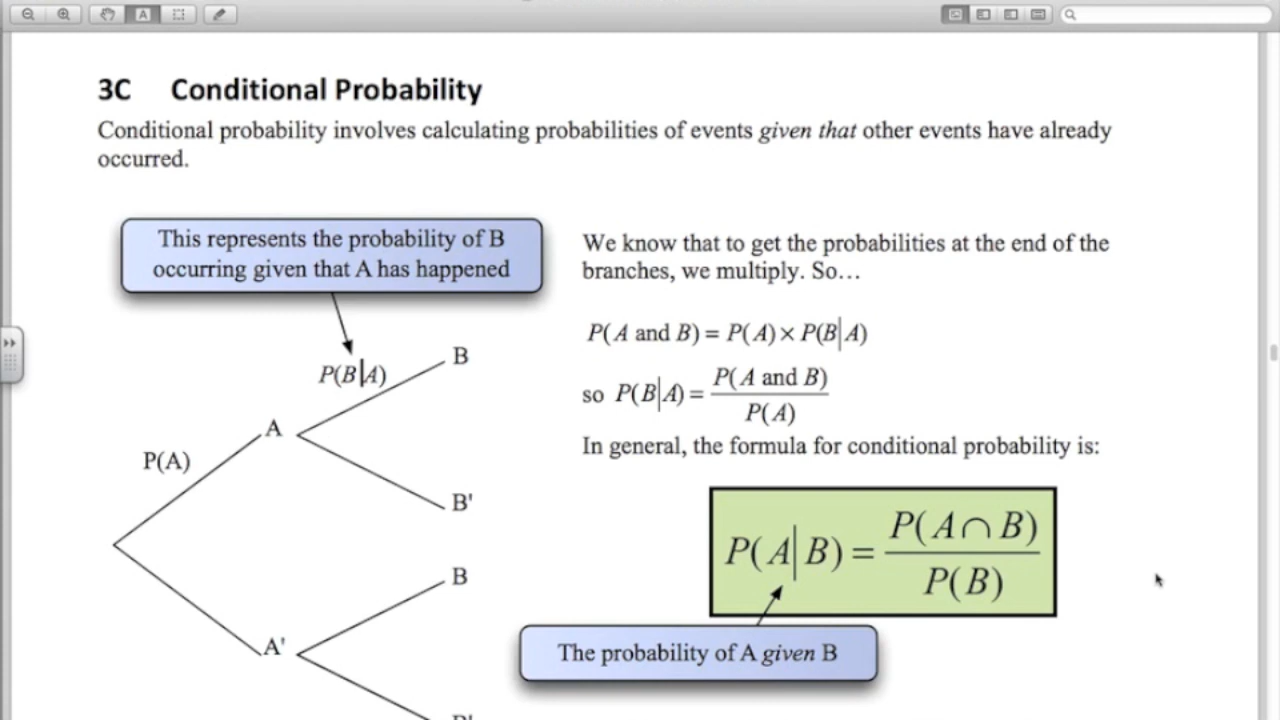 3C Conditional Probability
Conditional probability involves calculating probabilities of events given that other events have already
occurred.
This represents the probability of B
occurring given that A has happened
We know that to get the probabilities at the end of the
branches, we multiply. So…
P(A and B) = P(A) × P(B|A)
so P(B|A) = P(A and B) / P(A)
In general, the formula for conditional probability is:
P(A|B) = P(A∩B) / P(B)
The probability of A given B
P(B|A)
B
A
P(A)
B'
B
A'